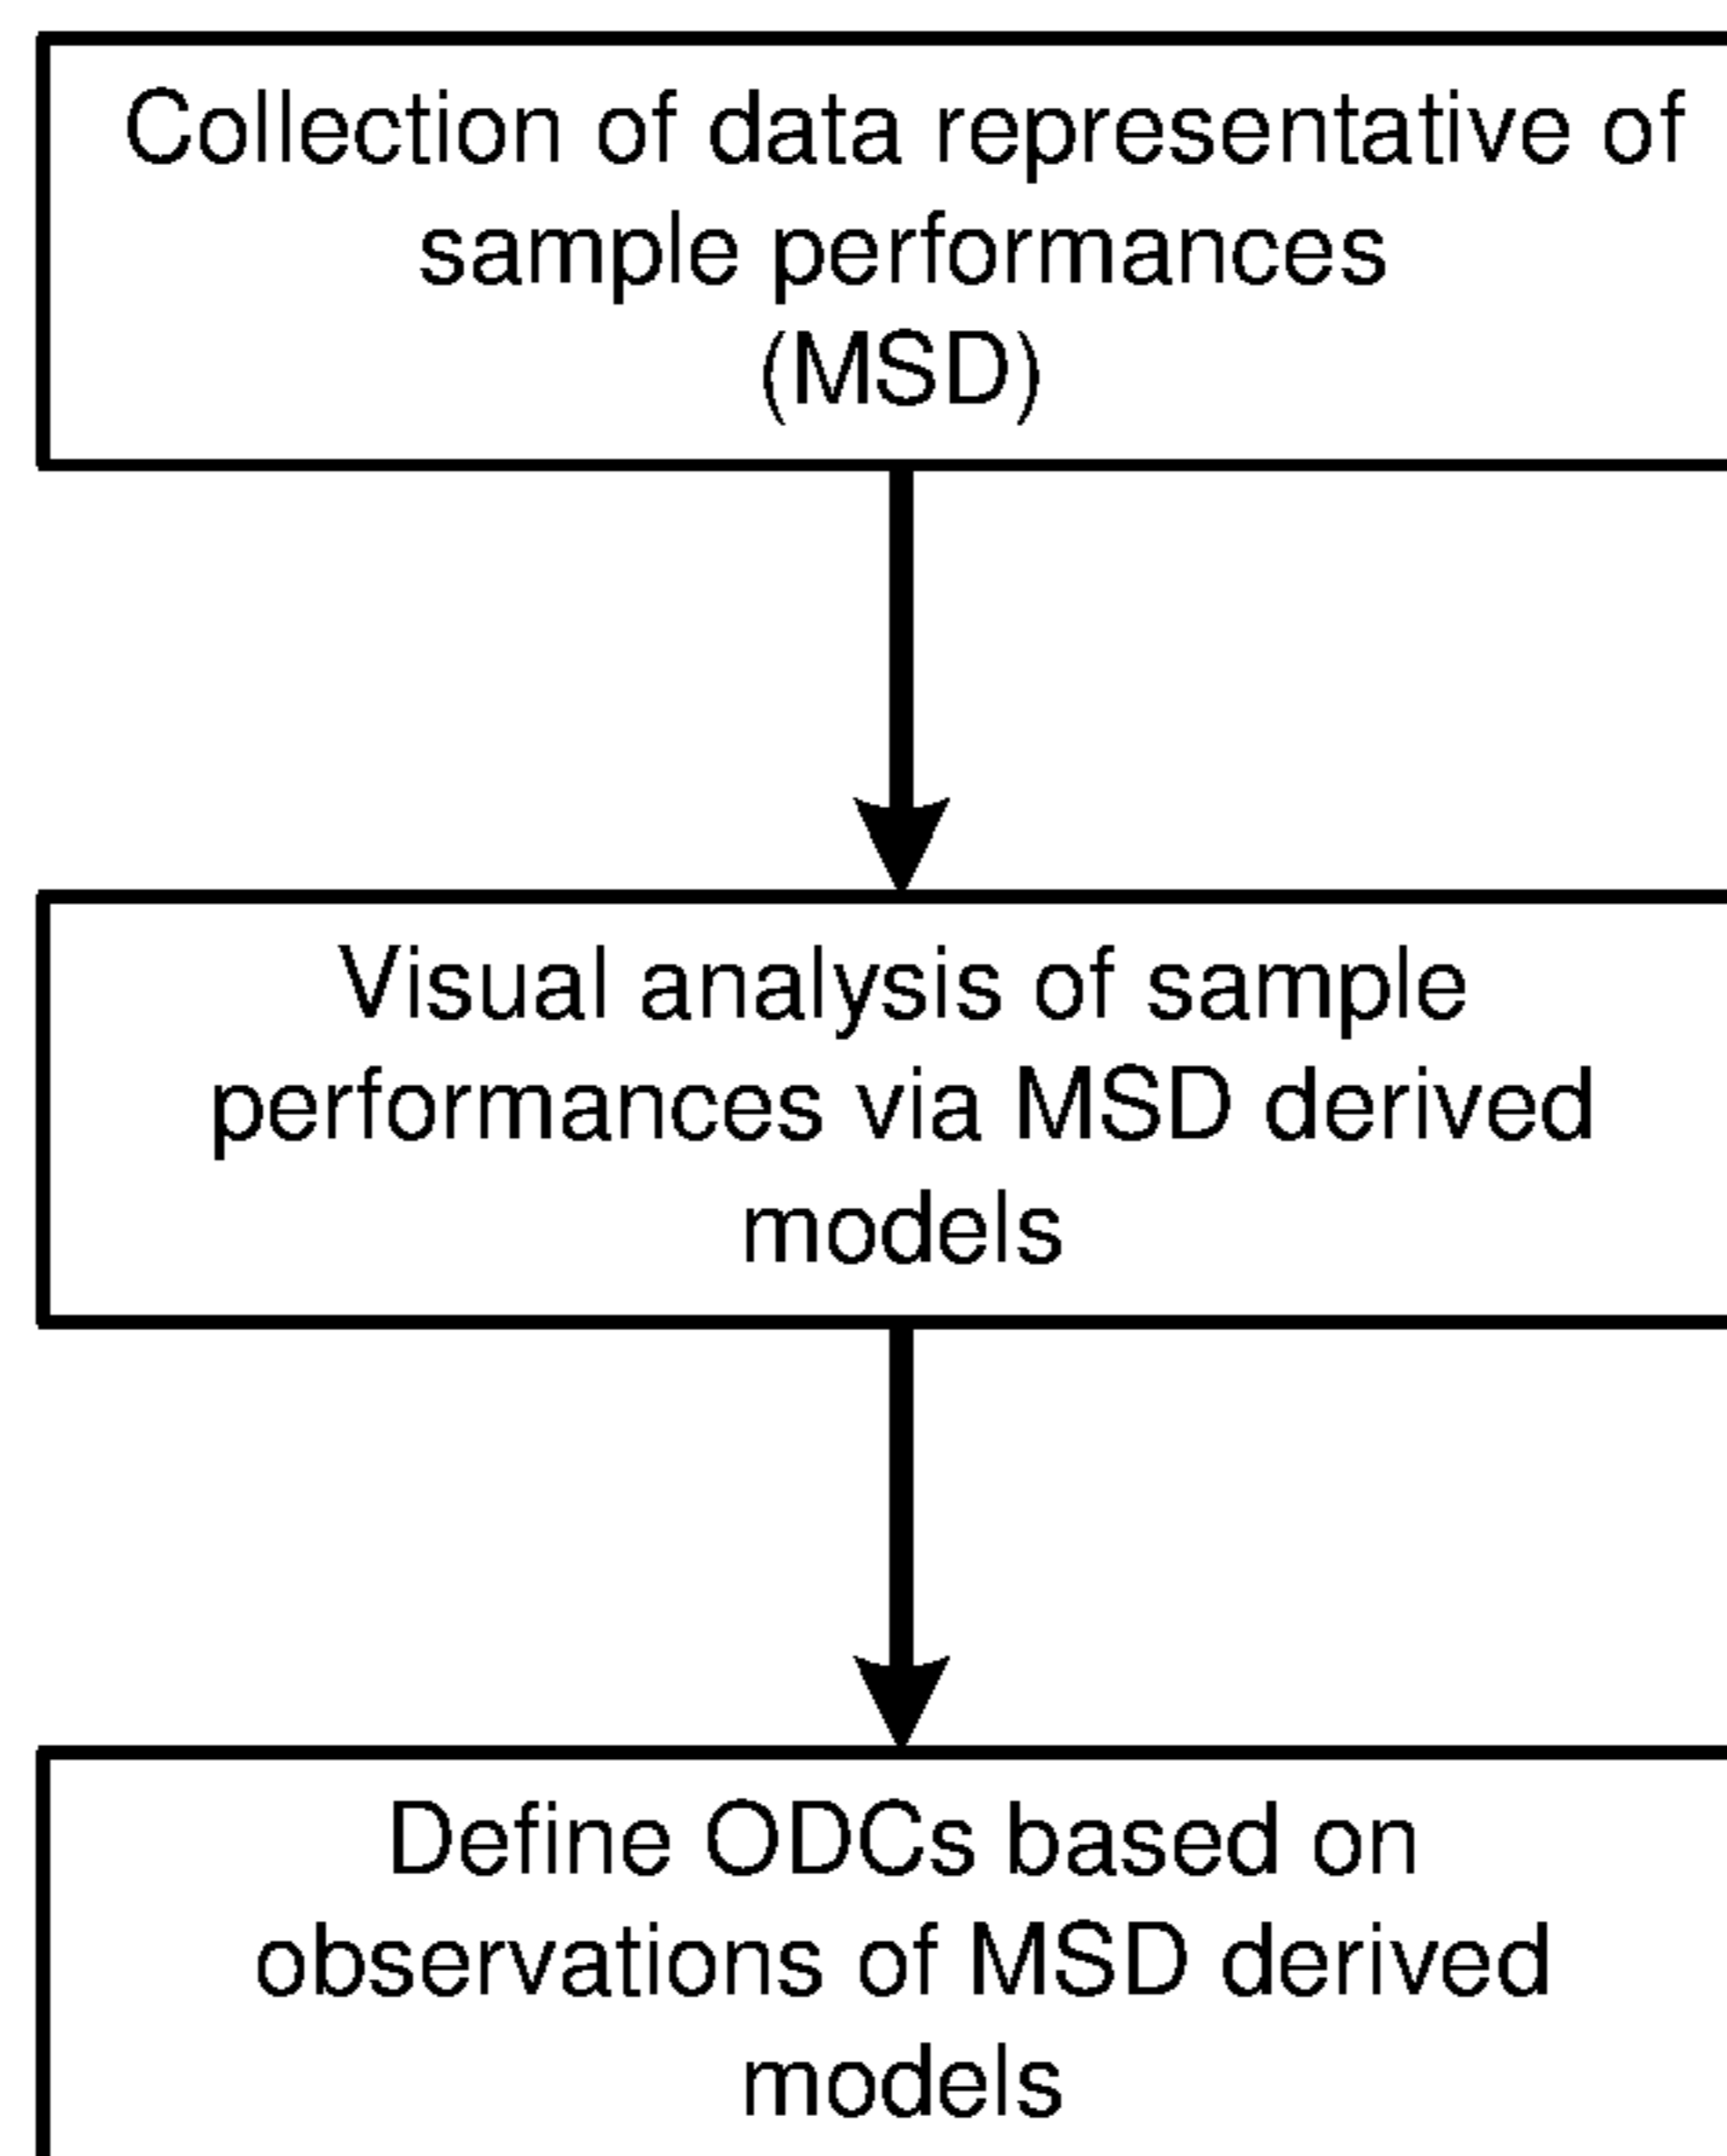 Collection of data representative of
sample performances
(MSD)
Visual analysis of sample
performances via MSD derived
models
Define ODCs based on
observations of MSD derived
models